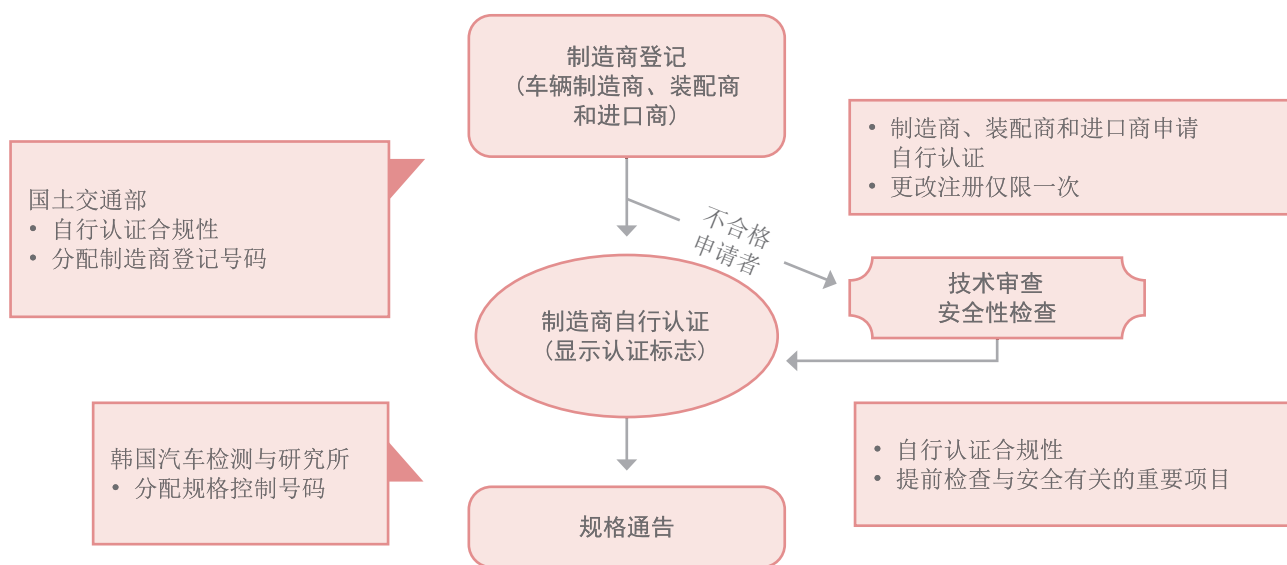 制造商登记
(车辆制造商、装配商
和进口商)
• 制造商、装配商和进口商申请
自行认证
• 更改注册仅限一次
国土交通部
• 自行认证合规性
• 分配制造商登记号码
不合格
申请者
技术审查
安全性检查
制造商自行认证
(显示认证标志)
韩国汽车检测与研究所
• 分配规格控制号码
• 自行认证合规性
• 提前检查与安全有关的重要项目
规格通告